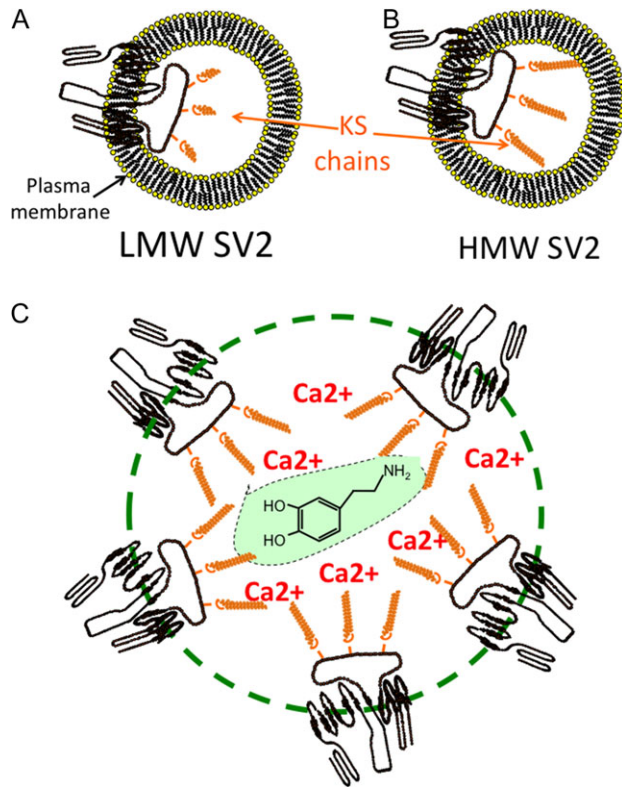 A
B
KS
chains
Plasma
membrane
LMW SV2
HMW SV2
C
Ca2+
Ca2+
Ca2+
NH₂
HO
HO
Ca2+
Ca2+
Ca2+